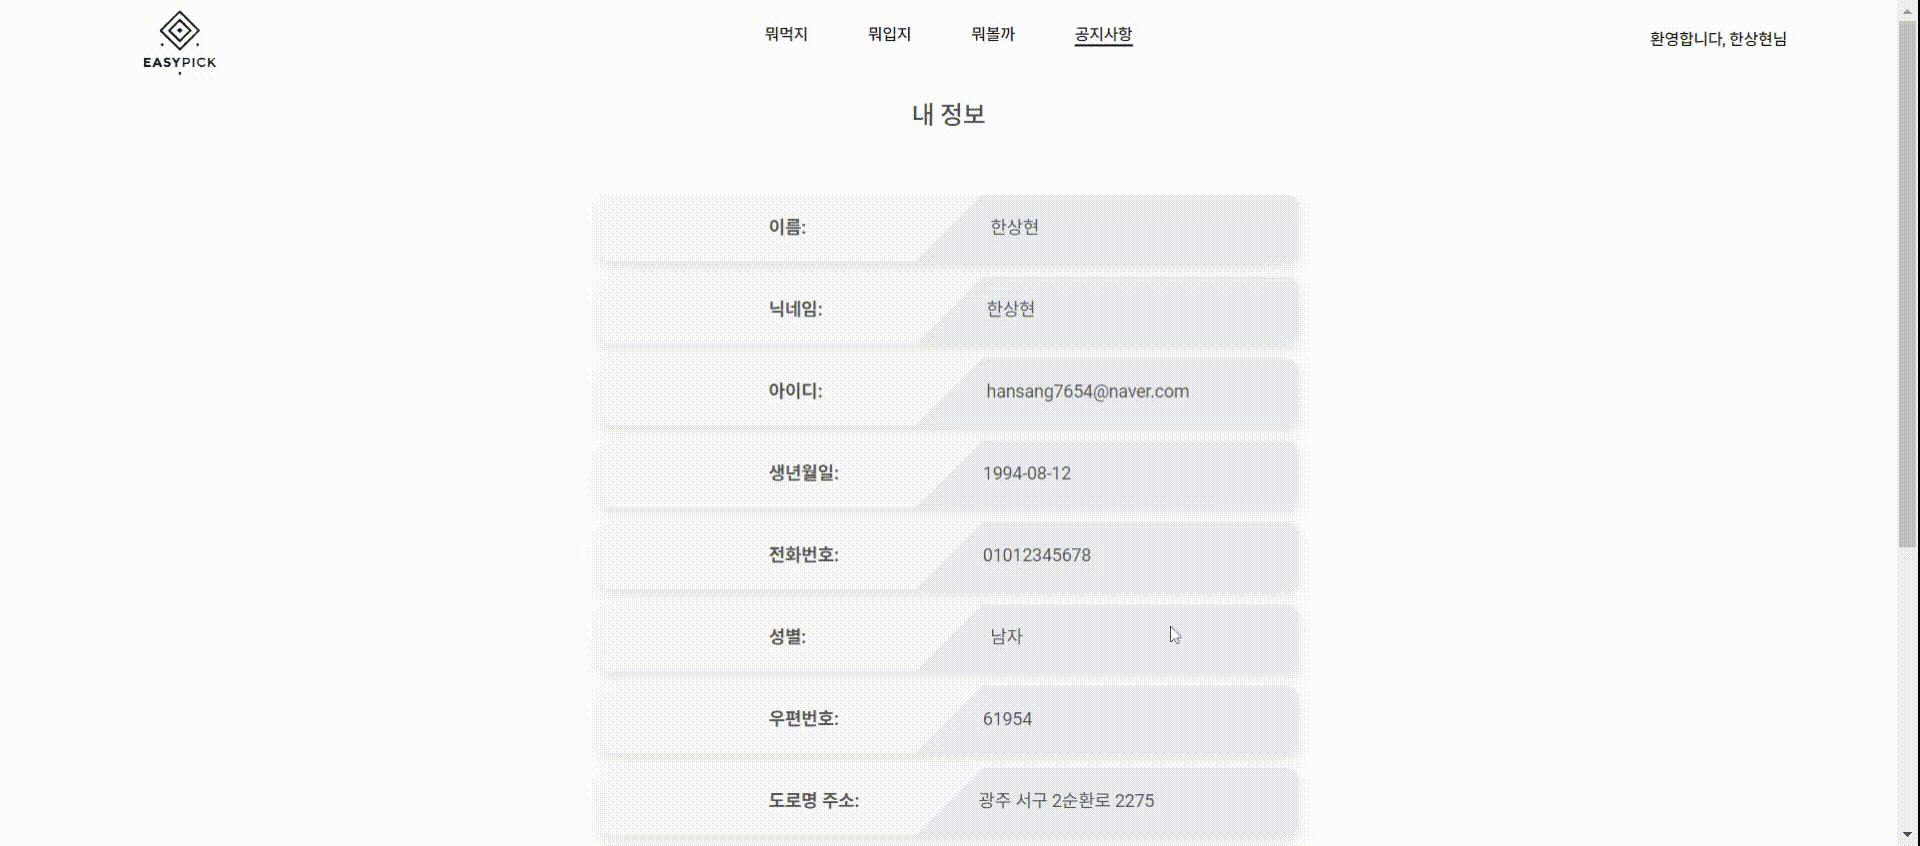 뭐먹지 뭐입지 뭐볼까 공지사항
환영합니다, 한상현님
EASYPICK
내 정보
이름: 한상현
닉네임: 한상현
아이디: hansang7654@naver.com
생년월일: 1994-08-12
전화번호: 01012345678
성별: 남자
우편번호: 61954
도로명 주소: 광주 서구 2순환로 2275